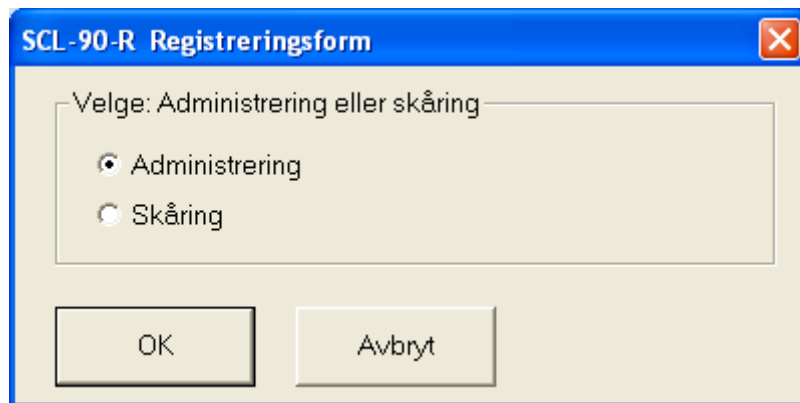 SCL-90-R Registreringsform
Velge: Administrering eller skåring
Administrering
Skåring
OK Avbryt